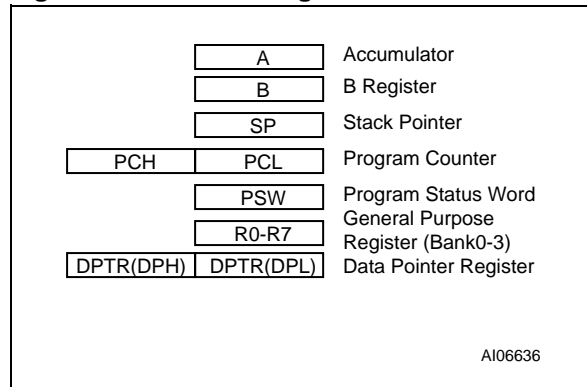 A Accumulator
B B Register
SP Stack Pointer
PCH PCL Program Counter
PSW Program Status Word
R0-R7 General Purpose
Register (Bank0-3)
DPTR(DPH) DPTR(DPL) Data Pointer Register
AI06636